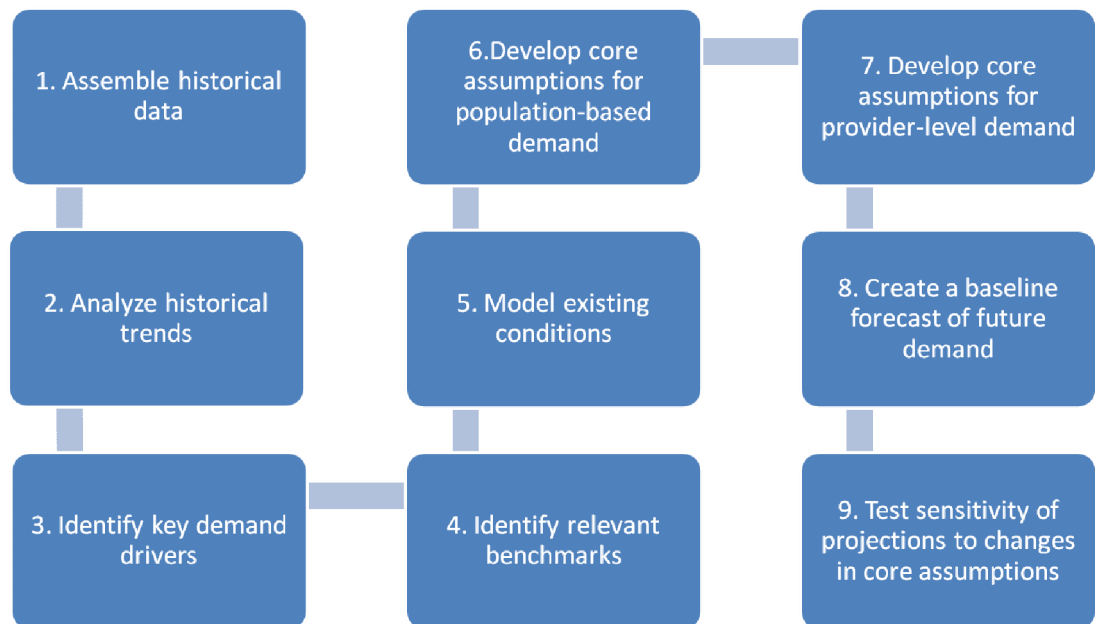 1. Assemble historical
data
2. Analyze historical
trends
3. Identify key demand
drivers
4. Identify relevant
benchmarks
5. Model existing
conditions
6.Develop core
assumptions for
population-based
demand
7. Develop core
assumptions for
provider-level demand
8. Create a baseline
forecast of future
demand
9. Test sensitivity of
projections to changes
in core assumptions